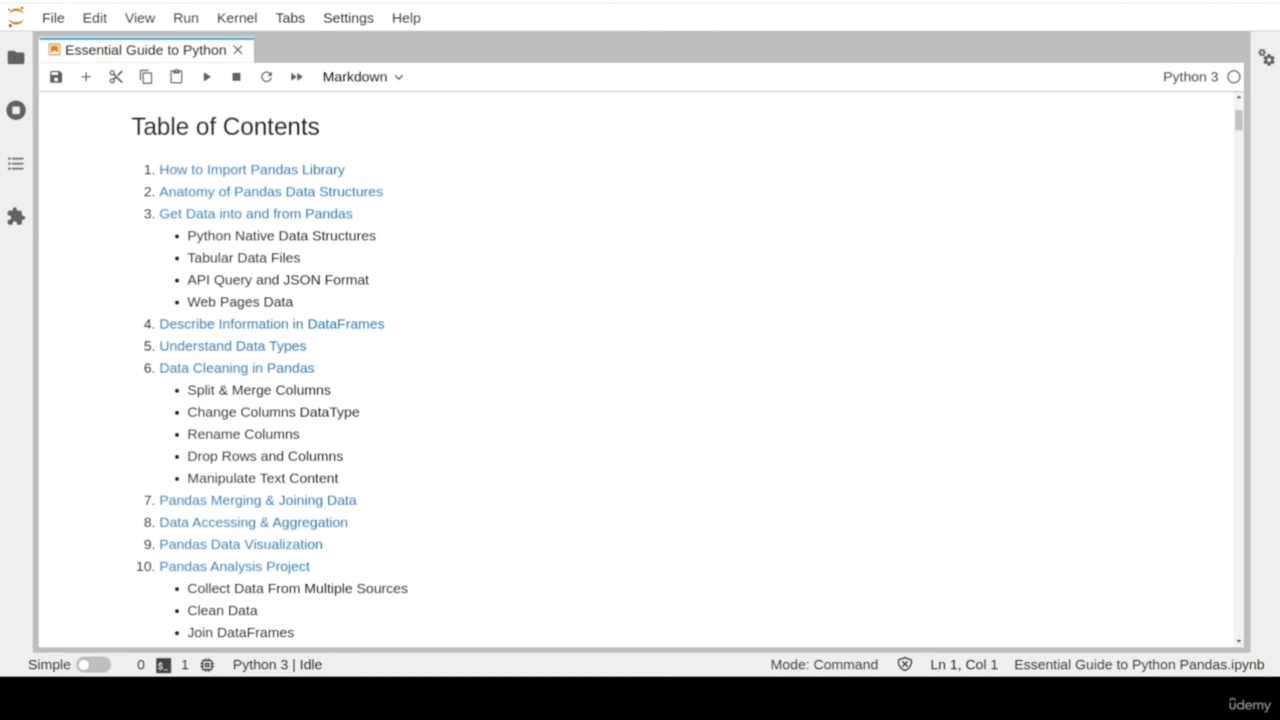 File Edit View Run Kernel Tabs Settings Help
Essential Guide to Python
Markdown
Python 3
Table of Contents
1. How to Import Pandas Library
2. Anatomy of Pandas Data Structures
3. Get Data into and from Pandas
• Python Native Data Structures
• Tabular Data Files
• API Query and JSON Format
• Web Pages Data
4. Describe Information in DataFrames
5. Understand Data Types
6. Data Cleaning in Pandas
• Split & Merge Columns
• Change Columns DataType
• Rename Columns
• Drop Rows and Columns
• Manipulate Text Content
7. Pandas Merging & Joining Data
8. Data Accessing & Aggregation
9. Pandas Data Visualization
10. Pandas Analysis Project
• Collect Data From Multiple Sources
• Clean Data
• Join DataFrames
Simple 0 $_ 1 Python 3 | Idle Mode: Command Ln 1, Col 1 Essential Guide to Python Pandas.ipynb
ûdemy